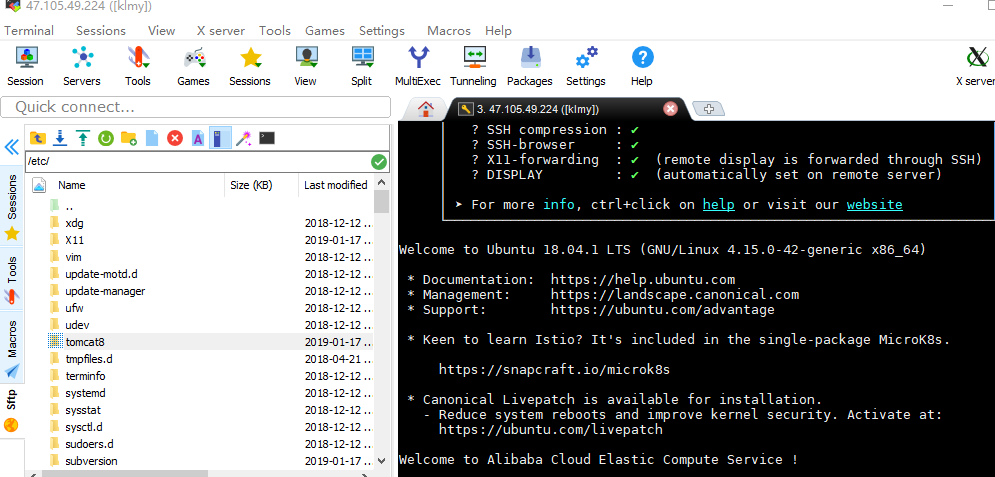 47.105.49.224 ([klmy])
Terminal Sessions View X server Tools Games Settings Macros Help
Session Servers Tools Games Sessions View Split MultiExec Tunneling Packages Settings Help X server
Quick connect...
3. 47.105.49.224 ([klmy])
Sessions
Tools
Macros
Sftp
/etc/
Name Size (KB) Last modified
..
xdg 2018-12-12 ...
X11 2019-01-17 ...
vim 2018-12-12 ...
update-motd.d 2018-12-12 ...
update-manager 2018-12-12 ...
ufw 2018-12-12 ...
udev 2018-12-12 ...
tomcat8 2019-01-17 ...
tmpfiles.d 2018-04-21 ...
terminfo 2018-12-12 ...
systemd 2018-12-12 ...
sysstat 2018-12-12 ...
sysctl.d 2018-12-12 ...
sudoers.d 2018-12-12 ...
subversion 2019-01-17 ...
? SSH compression : ✔
? SSH-browser : ✔
? X11-forwarding : ✔ (remote display is forwarded through SSH)
? DISPLAY : ✔ (automatically set on remote server)
➤ For more info, ctrl+click on help or visit our website
Welcome to Ubuntu 18.04.1 LTS (GNU/Linux 4.15.0-42-generic x86_64)
* Documentation: https://help.ubuntu.com
* Management: https://landscape.canonical.com
* Support: https://ubuntu.com/advantage
* Keen to learn Istio? It's included in the single-package MicroK8s.
https://snapcraft.io/microk8s
* Canonical Livepatch is available for installation.
- Reduce system reboots and improve kernel security. Activate at:
https://ubuntu.com/livepatch
Welcome to Alibaba Cloud Elastic Compute Service !